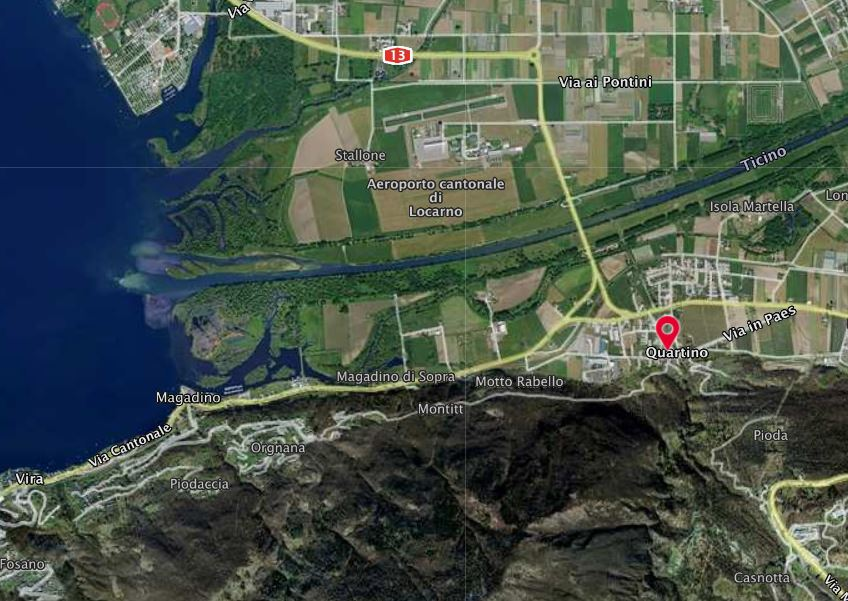 Via
13
Via ai Pontini
Stallone
Ticino
Aeroporto cantonale
di
Locarno
Isola Martella
Lon
Via in Paes
Quartino
Magadino di Sopra
Motto Rabello
Magadino
Montitt
Via Cantonale
Orgnana
Pioda
Vira
Piodaccia
Fosano
Casnotta
Via M